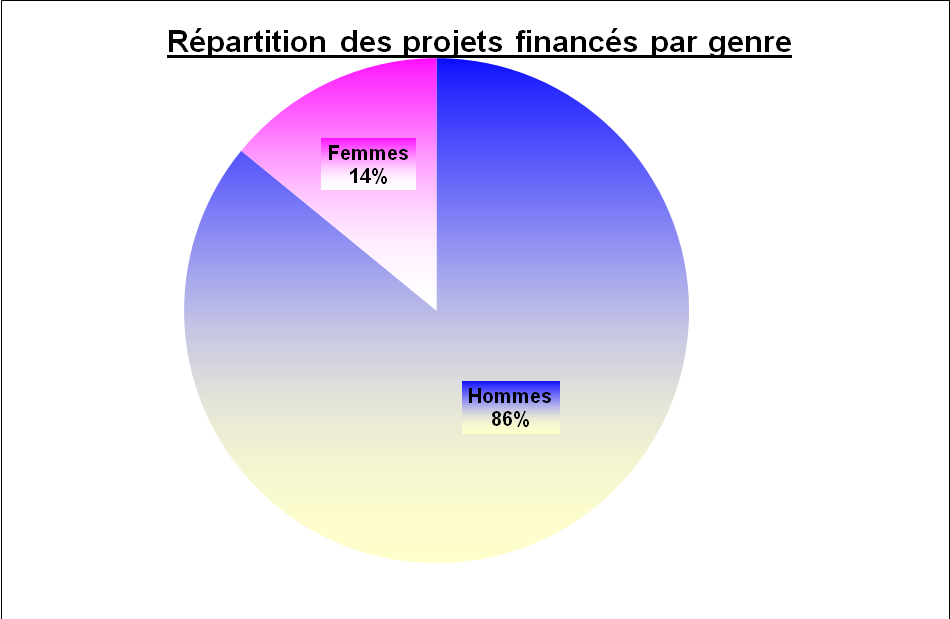 Répartition des projets financés par genre
Femmes
14%
Hommes
86%